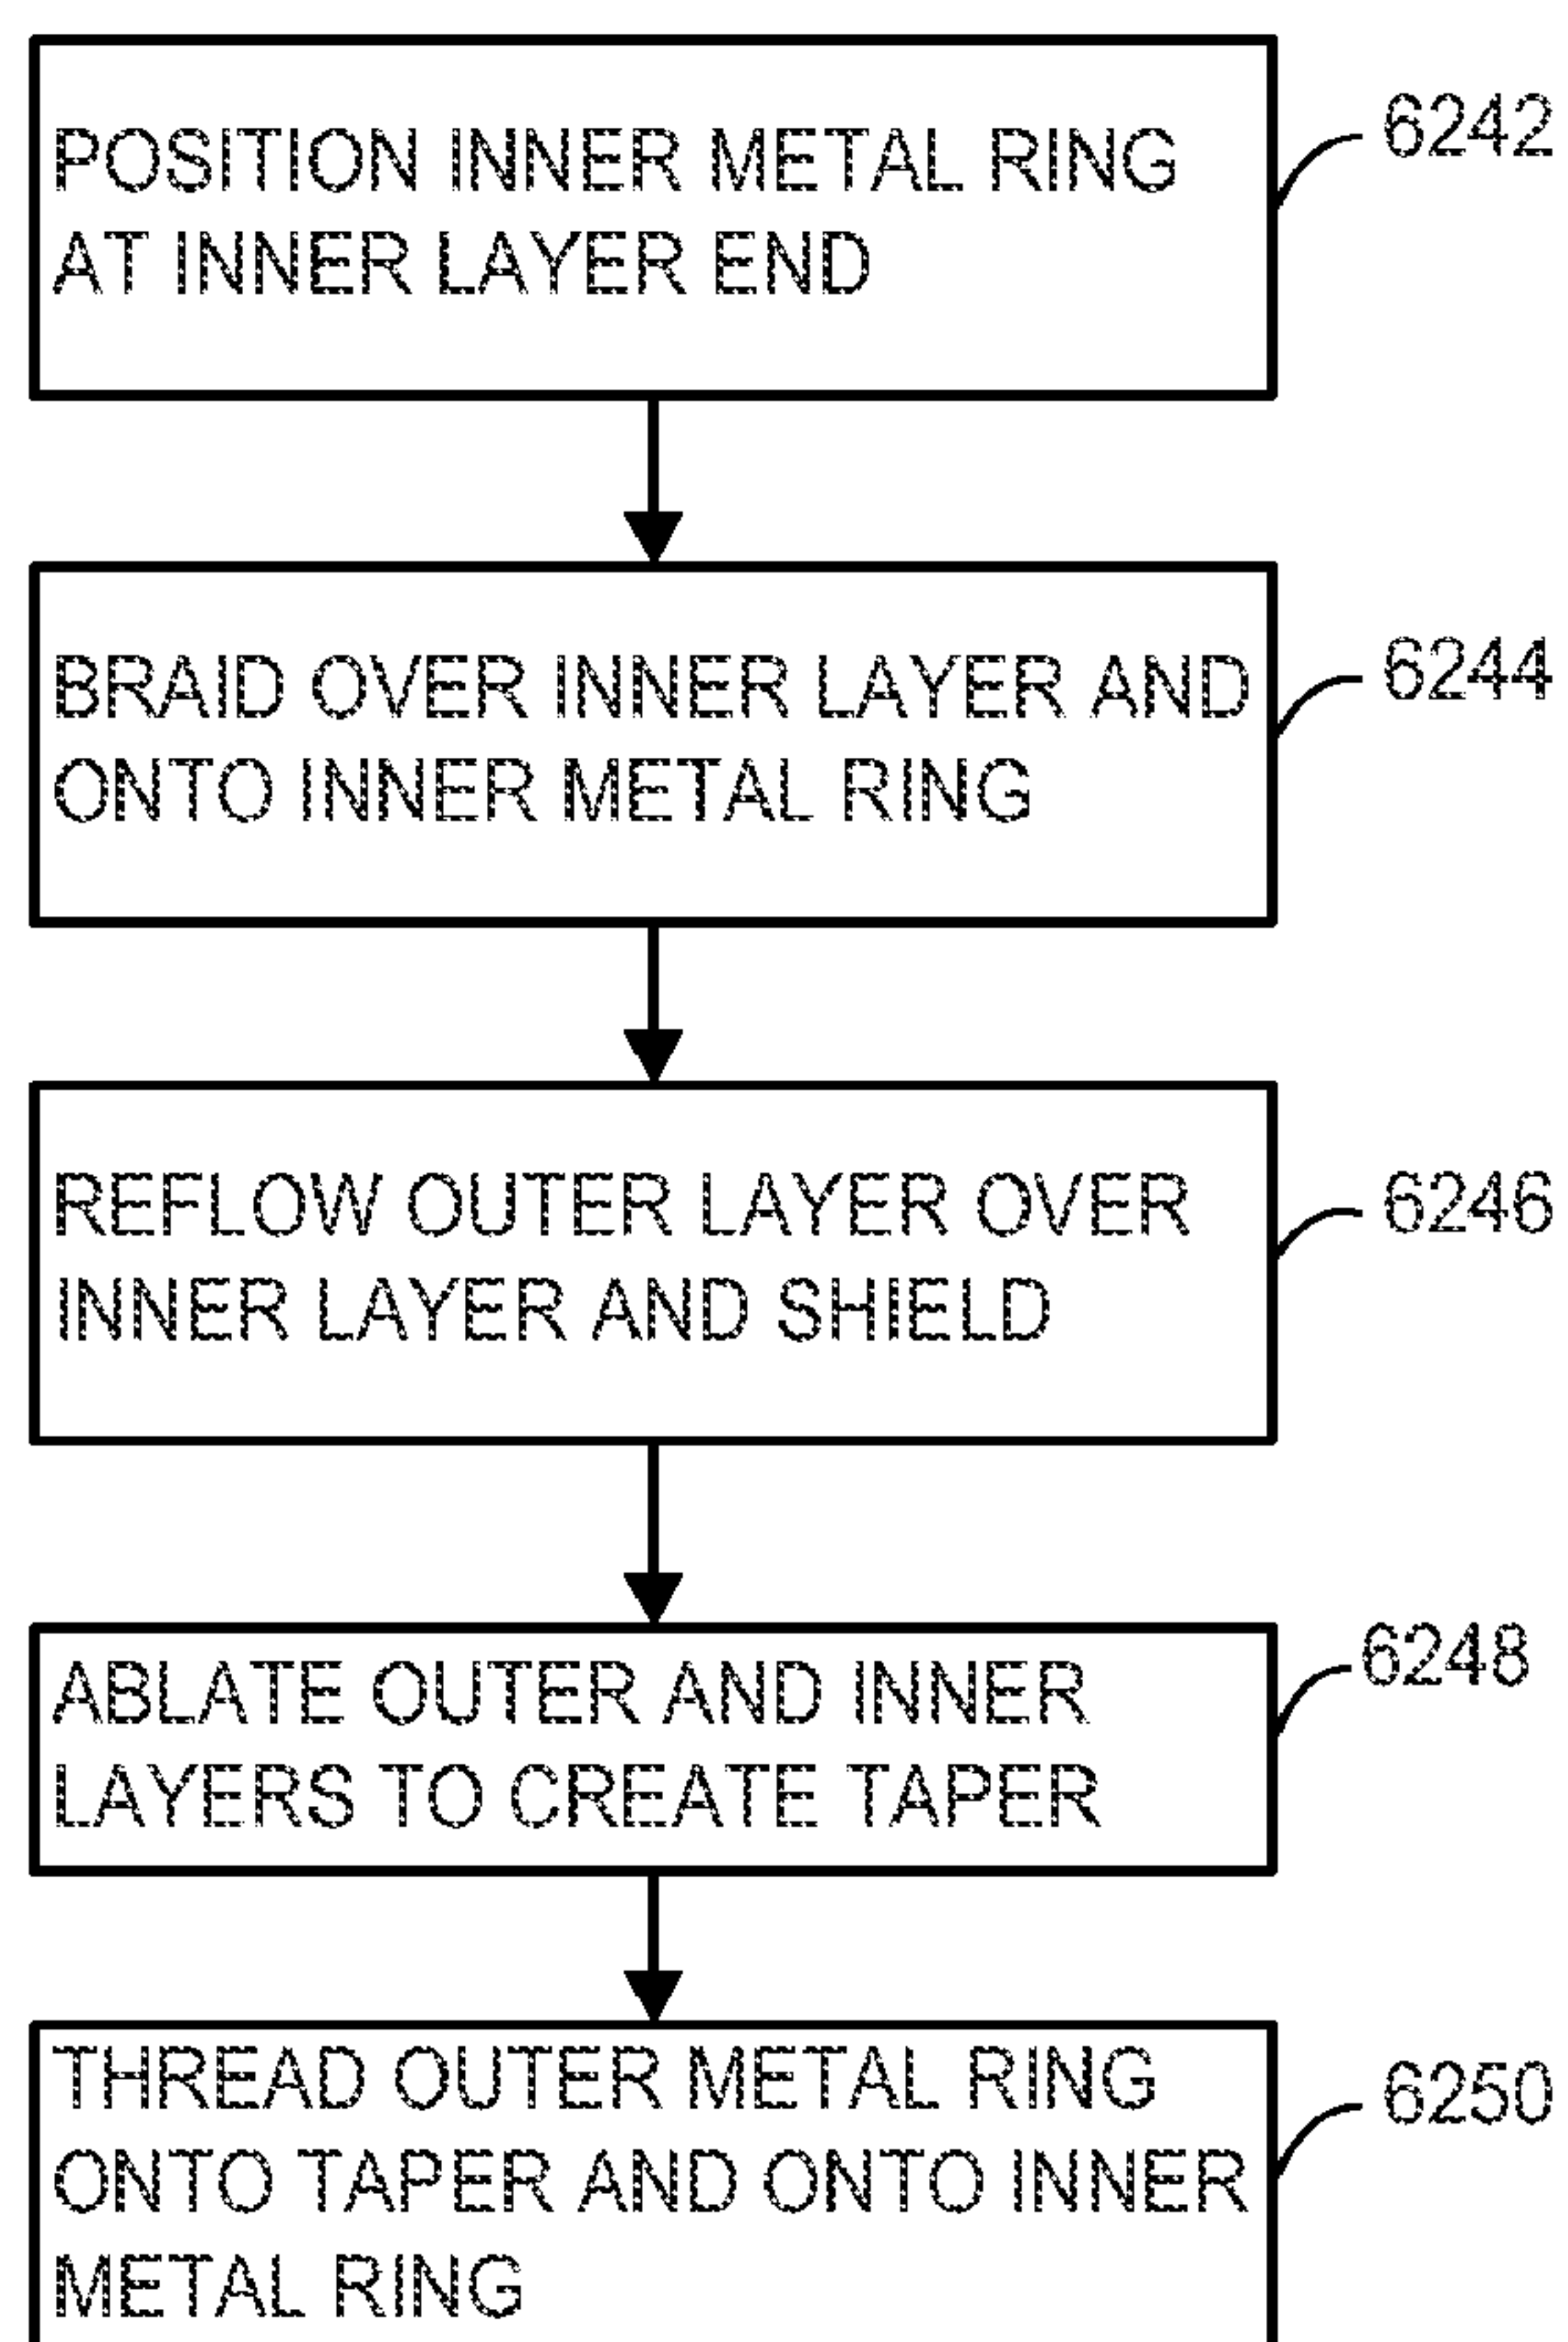 POSITION INNER METAL RING
AT INNER LAYER END
6242
BRAID OVER INNER LAYER AND
ONTO INNER METAL RING
6244
REFLOW OUTER LAYER OVER
INNER LAYER AND SHIELD
6246
ABLATE OUTER AND INNER
LAYERS TO CREATE TAPER
6248
THREAD OUTER METAL RING
ONTO TAPER AND ONTO INNER
METAL RING
6250